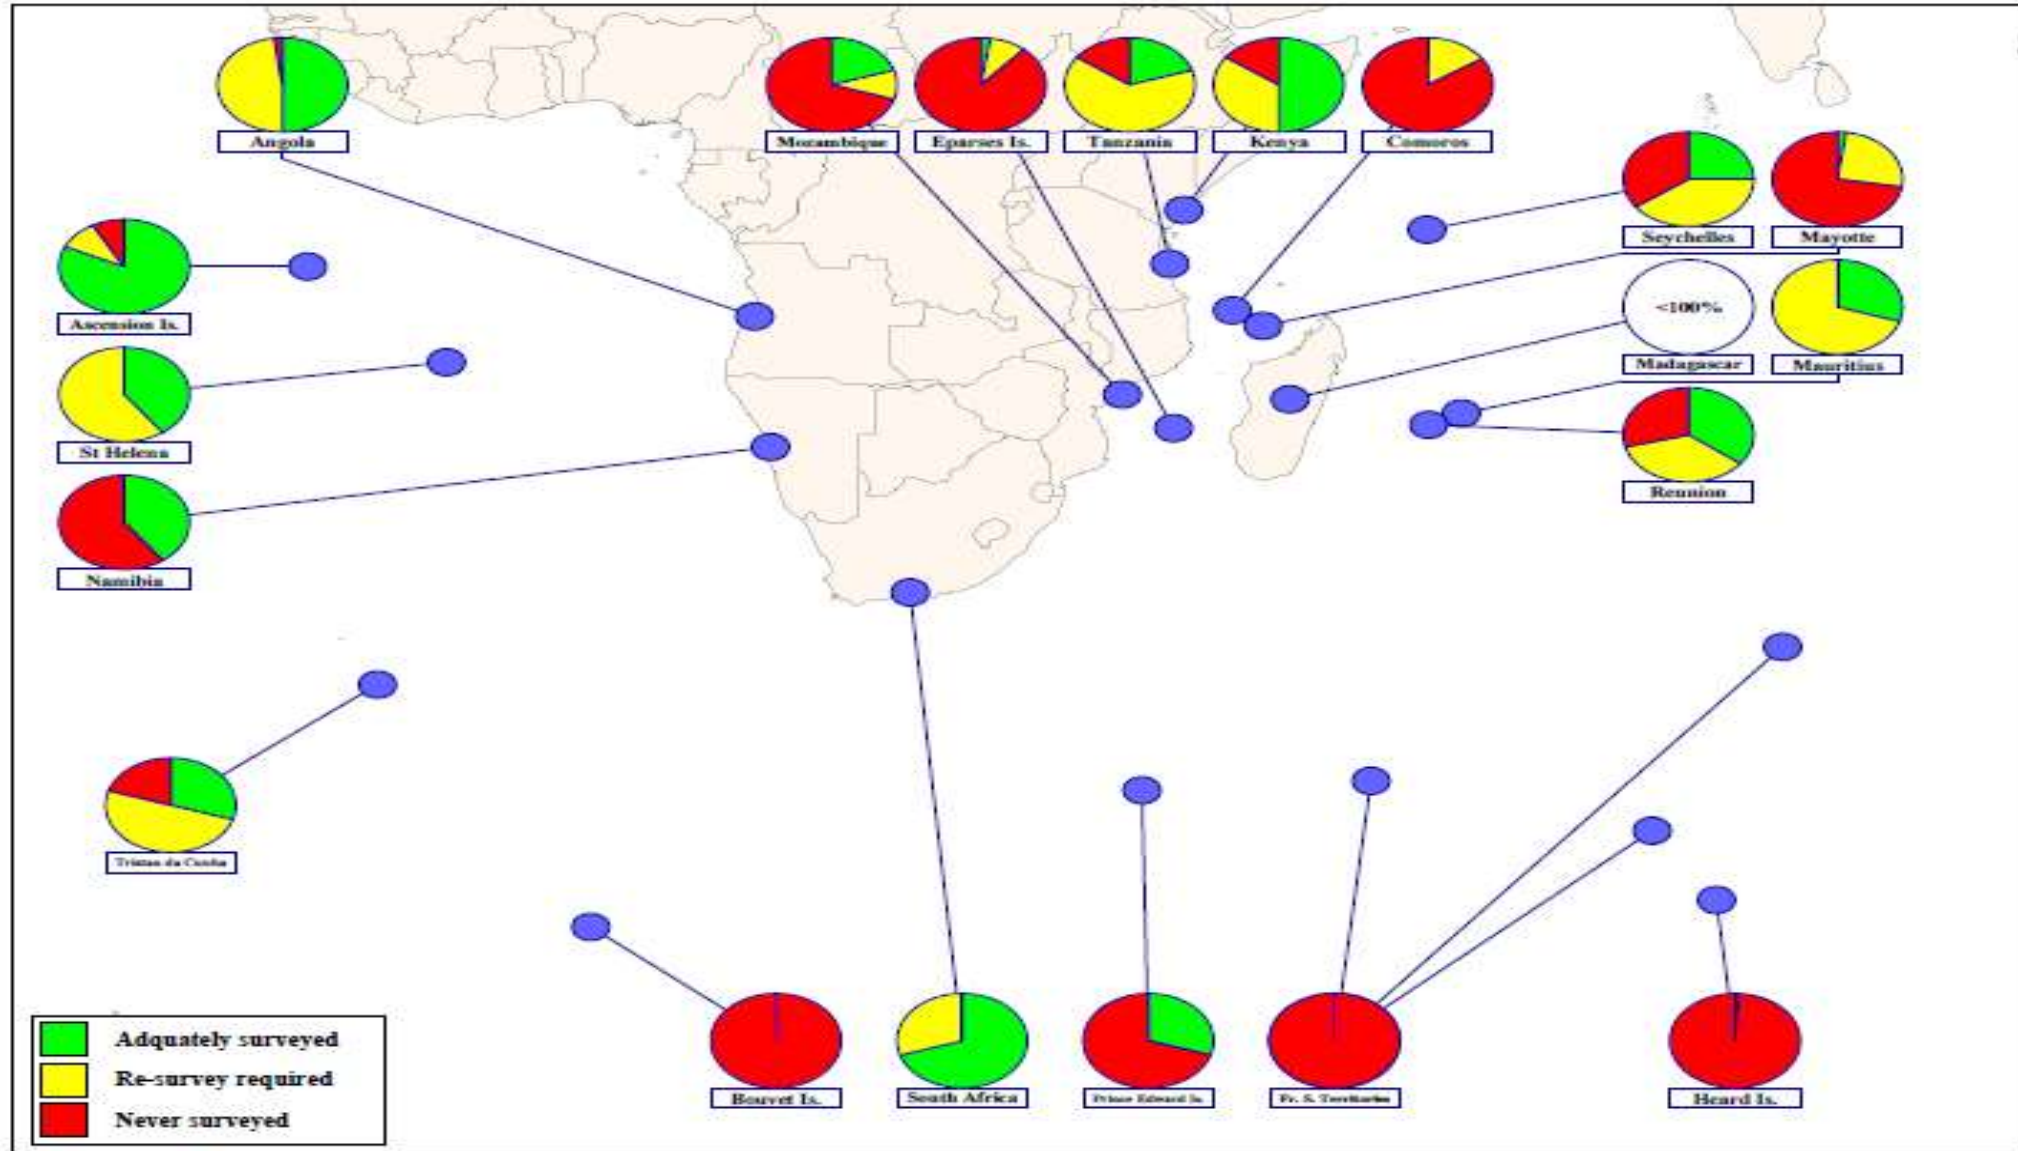 Angola
Mozambique
Eparses Is.
Tanzania
Kenya
Comoros
Seychelles
Mayotte
Ascension Is.
<100%
Madagascar
Mauritius
St Helena
Reunion
Namibia
Tristan da Cunha
Bouvet Is.
South Africa
Prince Edward Is.
Fr. S. Territories
Heard Is.
Adquately surveyed
Re-survey required
Never surveyed